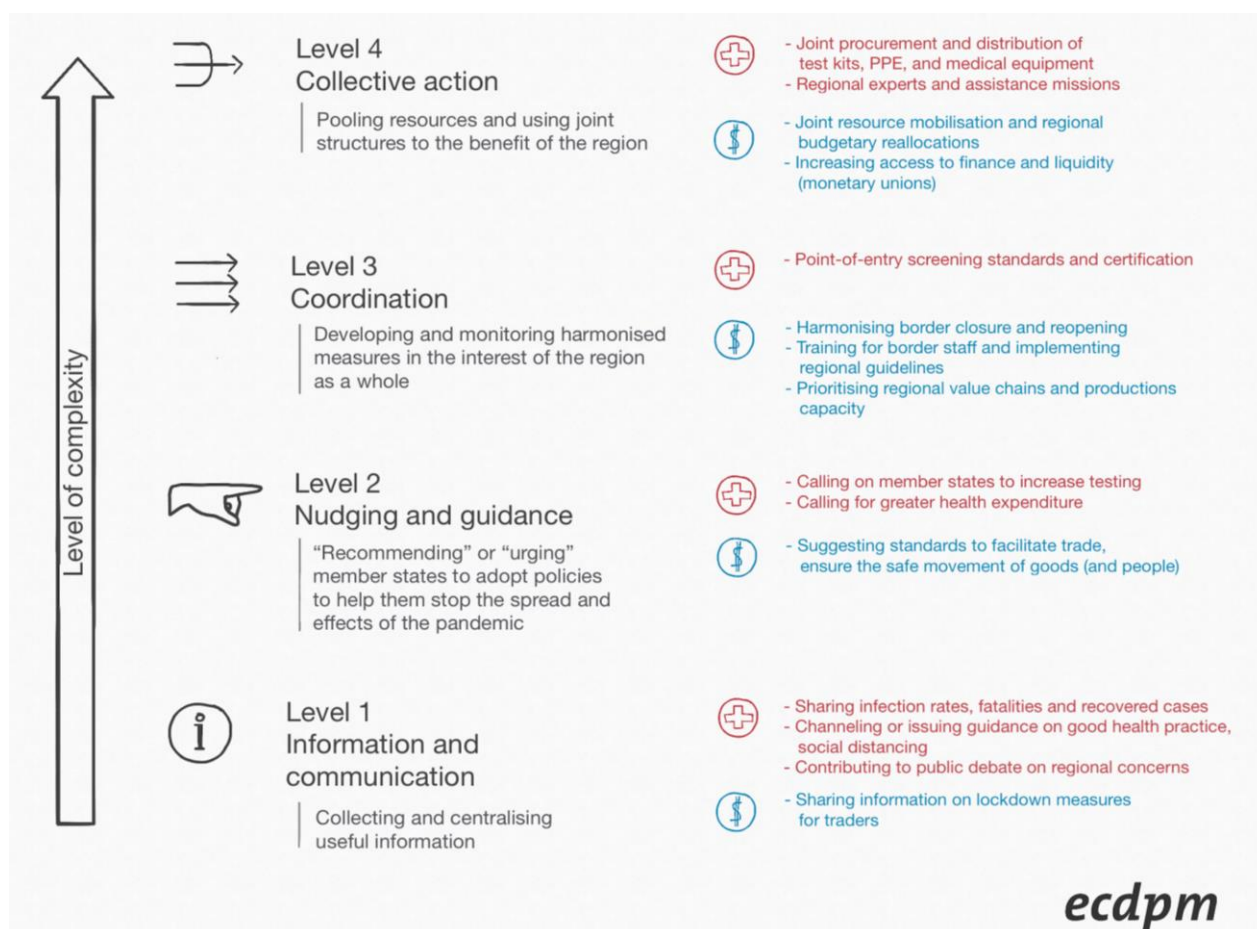 Level of complexity
Level 4
Collective action
Pooling resources and using joint
structures to the benefit of the region
- Joint procurement and distribution of
test kits, PPE, and medical equipment
- Regional experts and assistance missions
- Joint resource mobilisation and regional
budgetary reallocations
- Increasing access to finance and liquidity
(monetary unions)
Level 3
Coordination
Developing and monitoring harmonised
measures in the interest of the region
as a whole
- Point-of-entry screening standards and certification
- Harmonising border closure and reopening
- Training for border staff and implementing
regional guidelines
- Prioritising regional value chains and productions
capacity
Level 2
Nudging and guidance
“Recommending” or “urging”
member states to adopt policies
to help them stop the spread and
effects of the pandemic
- Calling on member states to increase testing
- Calling for greater health expenditure
- Suggesting standards to facilitate trade,
ensure the safe movement of goods (and people)
i
Level 1
Information and
communication
Collecting and centralising
useful information
- Sharing infection rates, fatalities and recovered cases
- Channeling or issuing guidance on good health practice,
social distancing
- Contributing to public debate on regional concerns
- Sharing information on lockdown measures
for traders
ecdpm